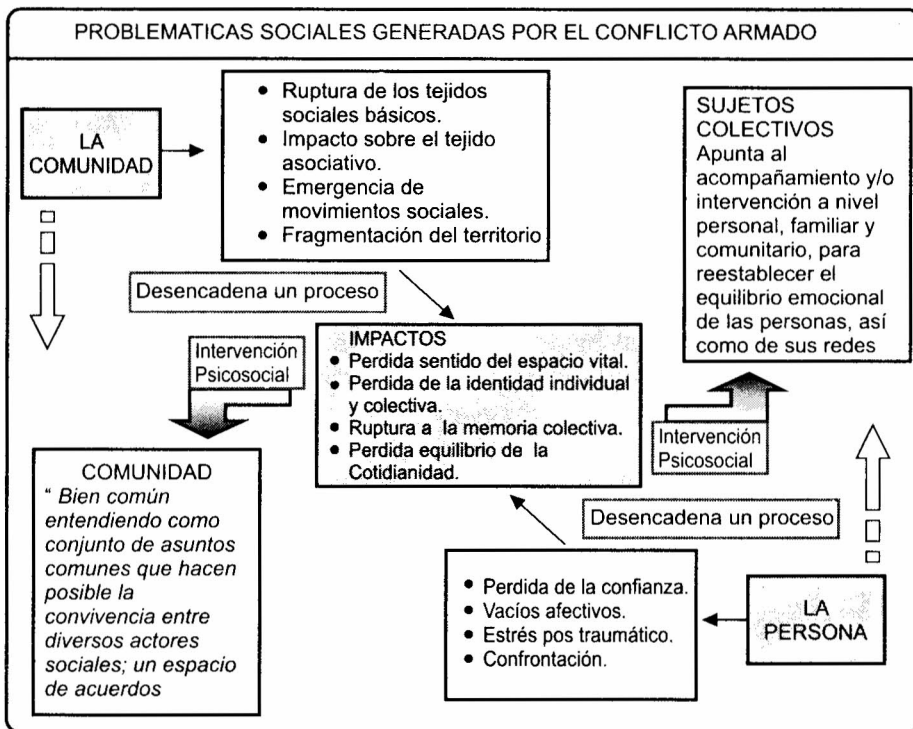 PROBLEMATICAS SOCIALES GENERADAS POR EL CONFLICTO ARMADO
LA
COMUNIDAD
• Ruptura de los tejidos
sociales básicos.
• Impacto sobre el tejido
asociativo.
• Emergencia de
movimientos sociales.
• Fragmentación del territorio
SUJETOS
COLECTIVOS
Apunta al
acompañamiento y/o
intervención a nivel
personal, familiar y
comunitario, para
reestablecer el
equilibrio emocional
de las personas, así
como de sus redes
Desencadena un proceso
Intervención
Psicosocial
IMPACTOS
• Perdida sentido del espacio vital.
• Perdida de la identidad individual
y colectiva.
• Ruptura a la memoria colectiva.
• Perdida equilibrio de la
Cotidianidad.
Intervención
Psicosocial
COMUNIDAD
“ Bien común
entendiendo como
conjunto de asuntos
comunes que hacen
posible la
convivencia entre
diversos actores
sociales; un espacio
de acuerdos
Desencadena un proceso
• Perdida de la confianza.
• Vacíos afectivos.
• Estrés pos traumático.
• Confrontación.
LA
PERSONA